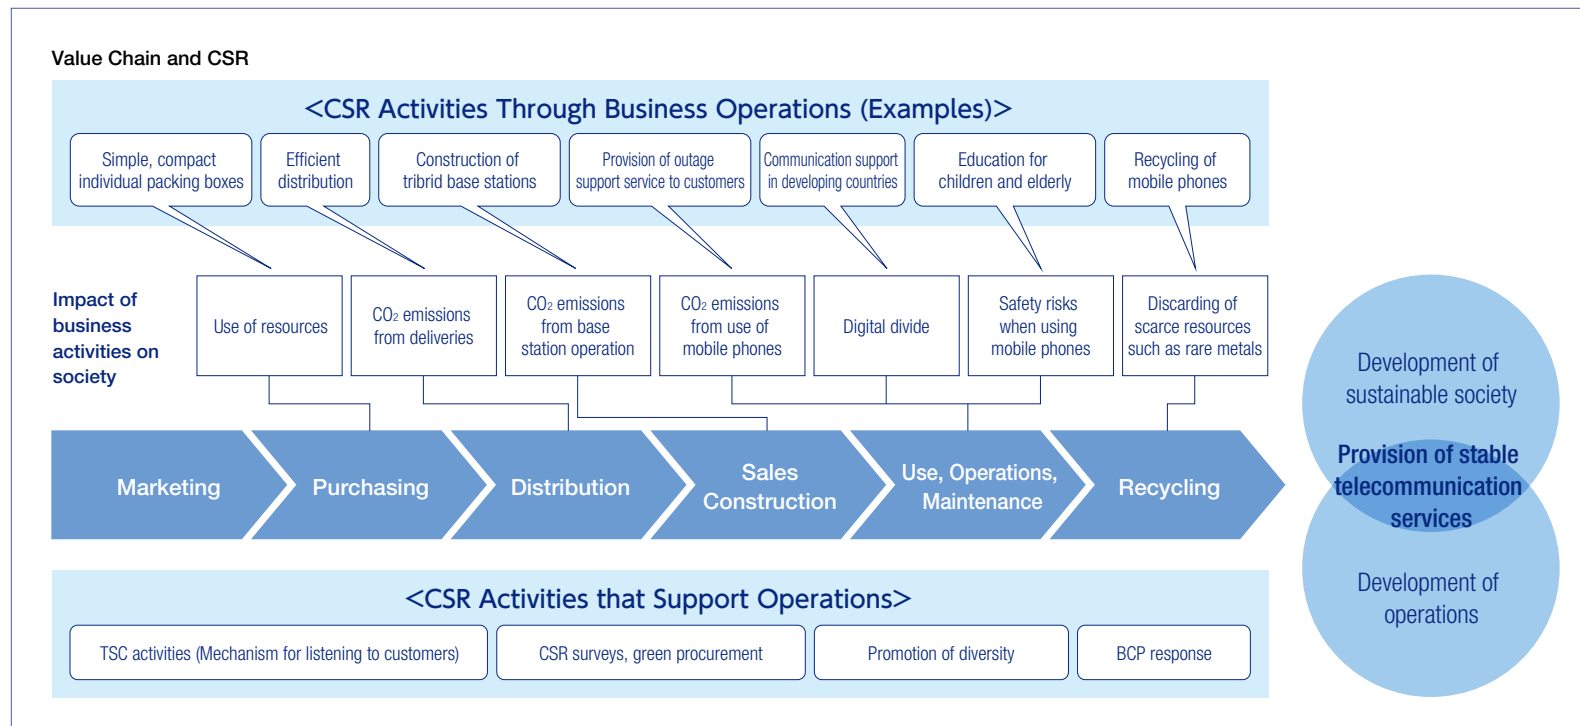 Value Chain and CSR
<CSR Activities Through Business Operations (Examples)>
Simple, compact
individual packing boxes
Efficient
distribution
Construction of
tribrid base stations
Provision of outage
support service to customers
Communication support
in developing countries
Education for
children and elderly
Recycling of
mobile phones
Impact of
business
activities on
society
Use of resources
CO₂ emissions
from deliveries
CO₂ emissions
from base
station operation
CO₂ emissions
from use of
mobile phones
Digital divide
Safety risks
when using
mobile phones
Discarding of
scarce resources
such as rare metals
Marketing
Purchasing
Distribution
Sales
Construction
Use, Operations,
Maintenance
Recycling
Development of
sustainable society
Provision of stable
telecommunication
services
Development of
operations
<CSR Activities that Support Operations>
TSC activities (Mechanism for listening to customers)
CSR surveys, green procurement
Promotion of diversity
BCP response